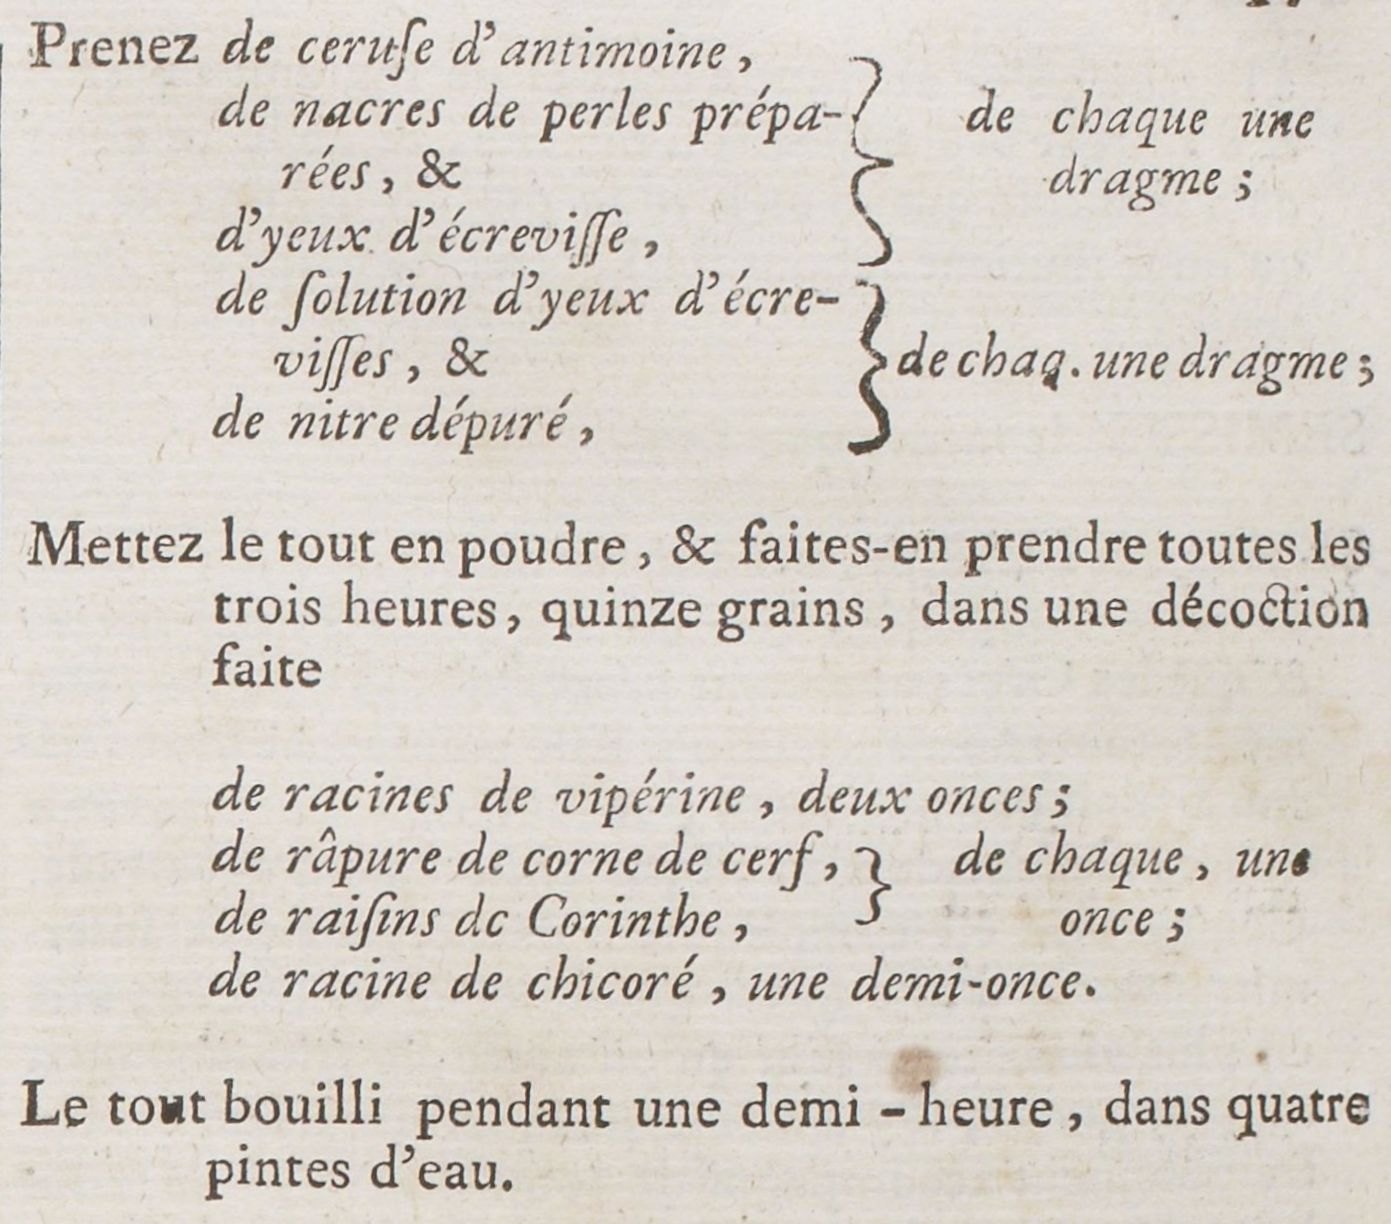 Prenez de ceruſe d'antimoine,
de nacres de perles prépa-
rées, &
d'yeux d'écreviſſe,
de chaque une
dragme;
de ſolution d'yeux d'écre-
viſſes, &
de nitre dépuré,
de chaq. une dragme;
Mettez le tout en poudre, & faites-en prendre toutes les
trois heures, quinze grains, dans une décoction
faite
de racines de vipérine, deux onces;
de râpure de corne de cerf,
de raiſins dc Corinthe,
de chaque, une
once;
de racine de chicoré, une demi-once.
Le tout bouilli pendant une demi-heure, dans quatre
pintes d'eau.